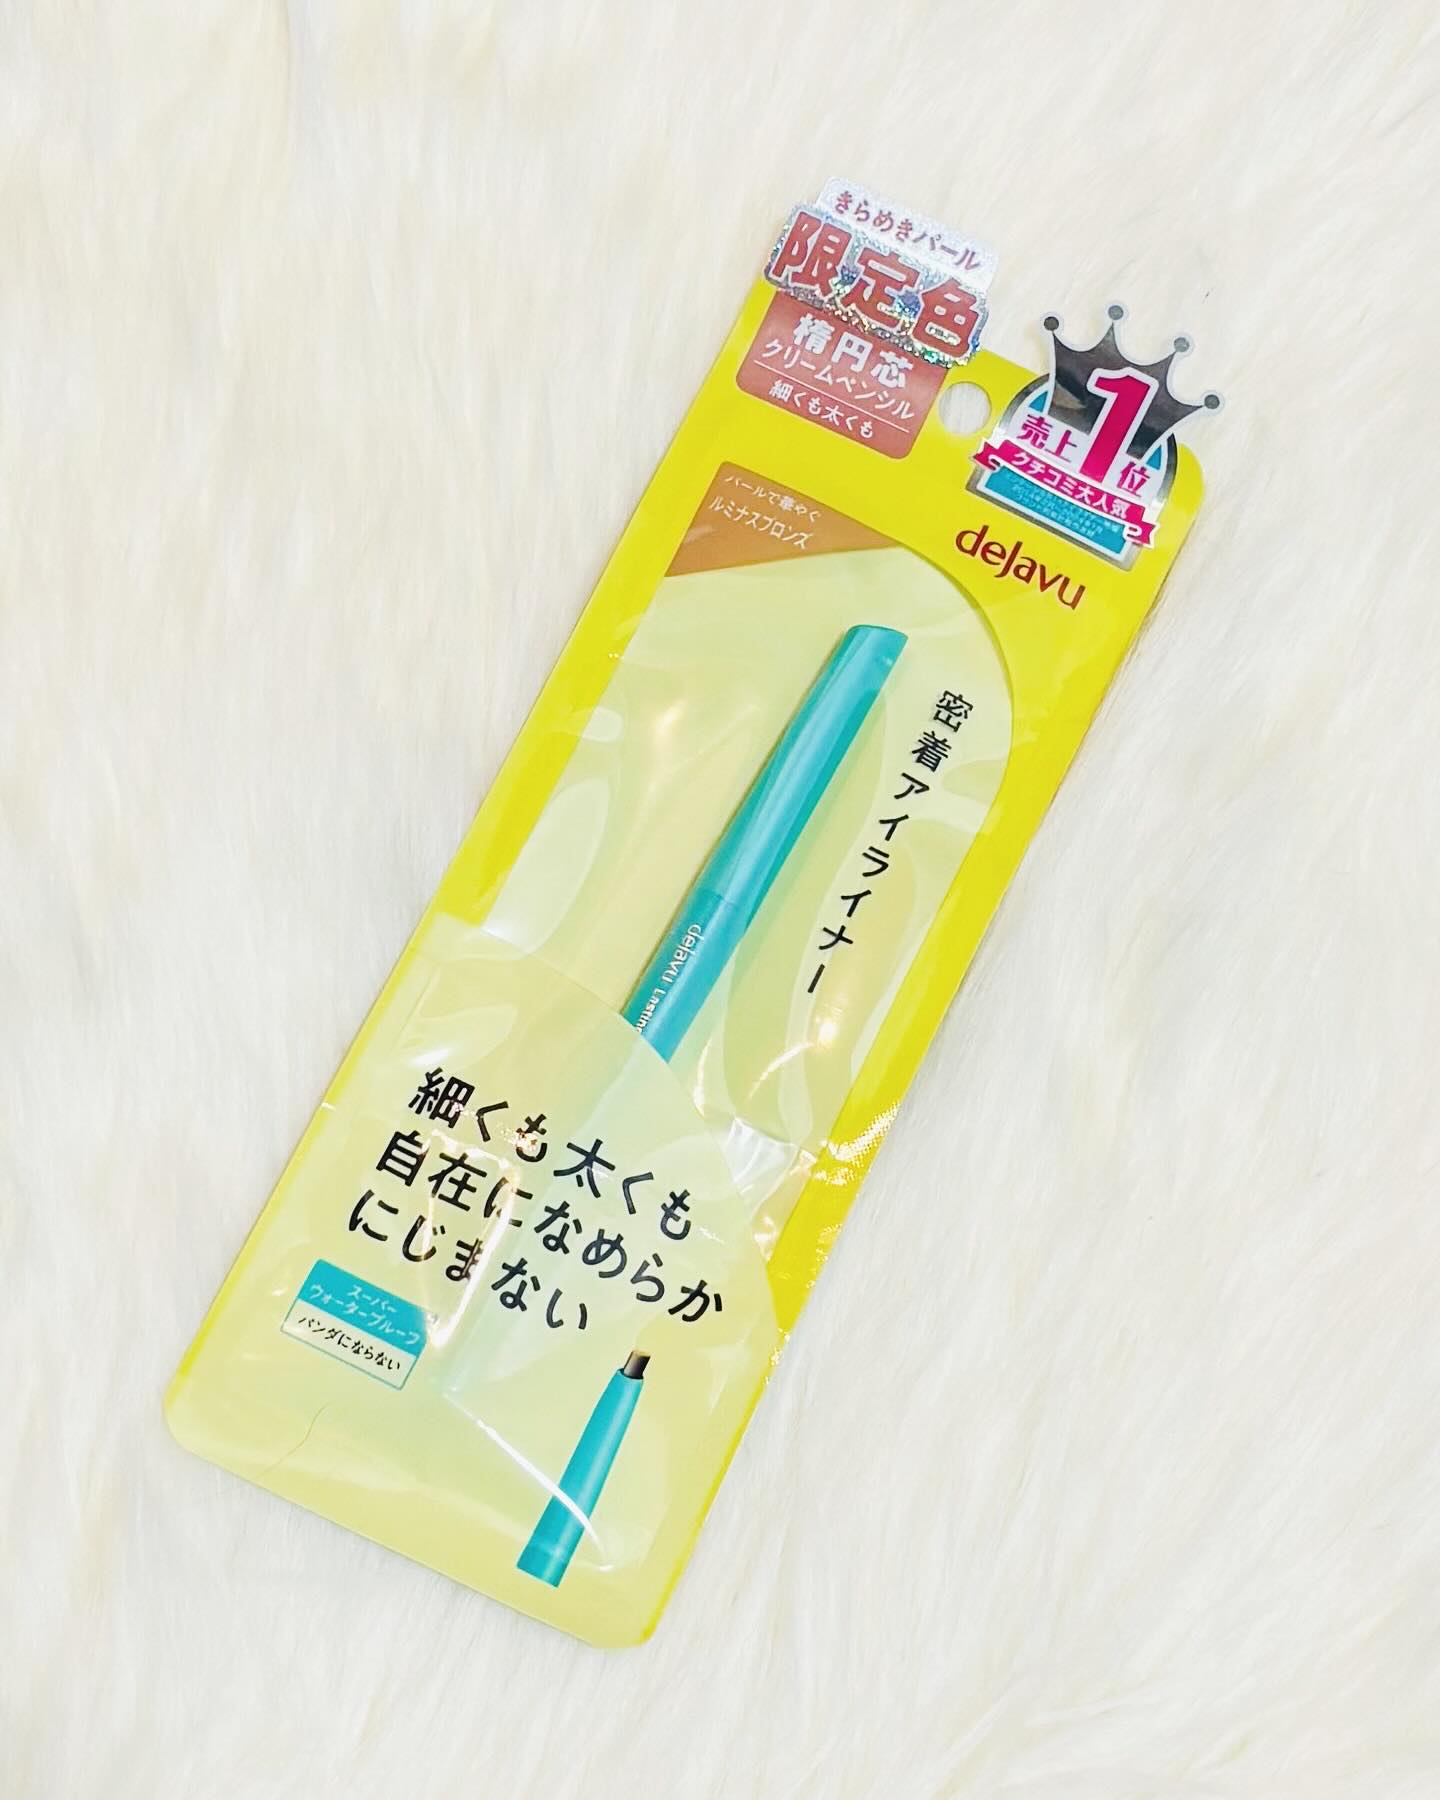 きらめきパール
限定色
楕円芯
クリームペンシル
細くも太くも
売上1位
クチコミ大人気
パールで華やぐ
ルミナスブロンズ
dejavu
密着アイライナー
dejavu Lasting
細くも太くも
自在になめらか
にじまない
スーパー
ウォータープルーフ
パンダにならない